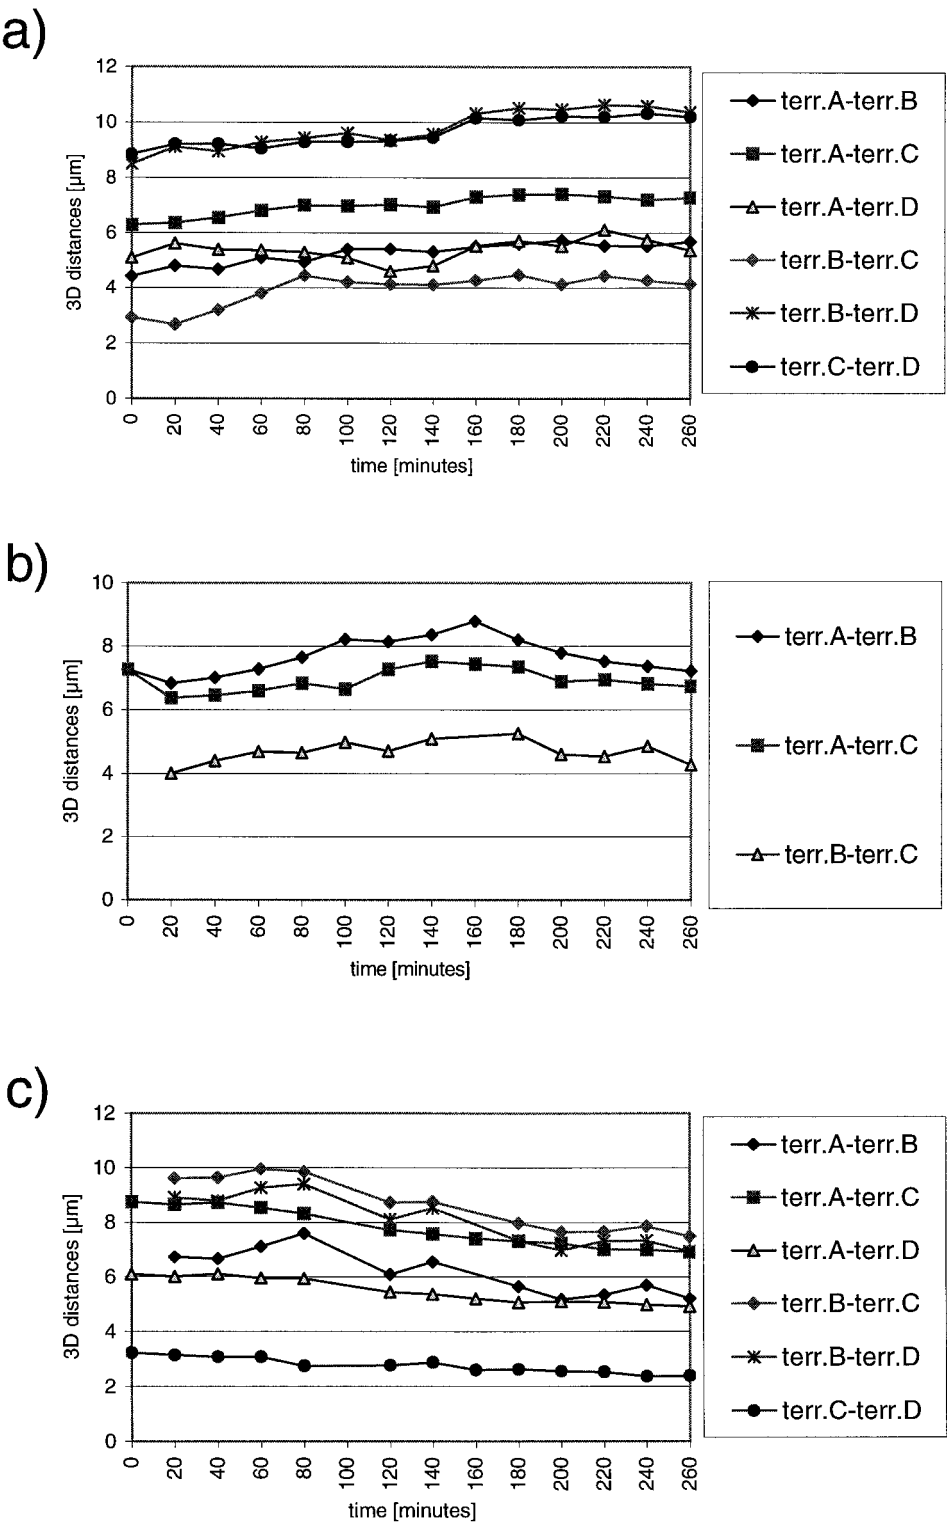 a)
12
10
8
6
4
2
0
3D distances [µm]
0 20 40 60 80 100 120 140 160 180 200 220 240 260
time [minutes]
terr.A-terr.B
terr.A-terr.C
terr.A-terr.D
terr.B-terr.C
terr.B-terr.D
terr.C-terr.D
b)
10
8
6
4
2
0
3D distances [µm]
0 20 40 60 80 100 120 140 160 180 200 220 240 260
time [minutes]
terr.A-terr.B
terr.A-terr.C
terr.B-terr.C
c)
12
10
8
6
4
2
0
3D distances [µm]
0 20 40 60 80 100 120 140 160 180 200 220 240 260
time [minutes]
terr.A-terr.B
terr.A-terr.C
terr.A-terr.D
terr.B-terr.C
terr.B-terr.D
terr.C-terr.D